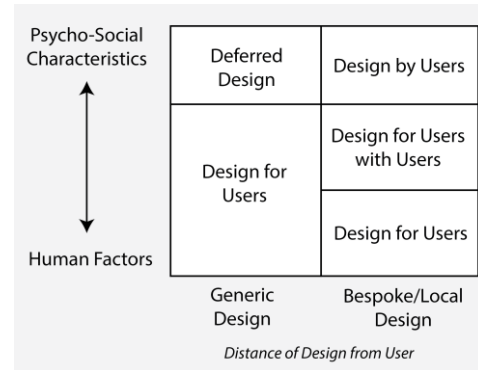 Psycho-Social
Characteristics
Human Factors
Deferred
Design
Design by Users
Design for
Users
Design for Users
with Users
Design for Users
Generic
Design
Bespoke/Local
Design
Distance of Design from User